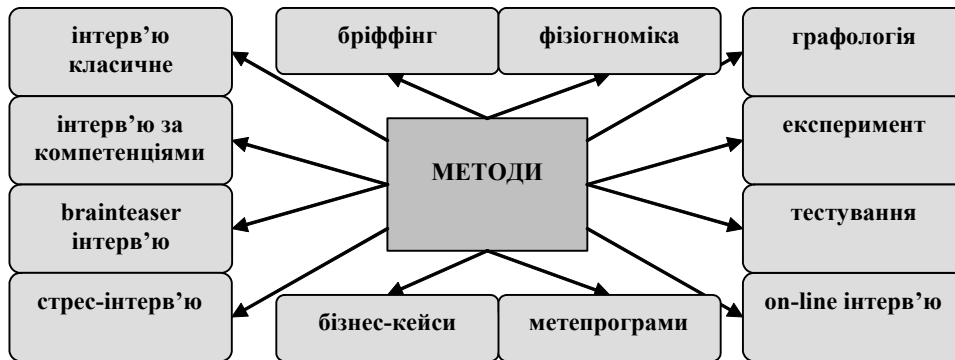 інтерв’ю
класичне
бріффінг
фізіогноміка
графологія
інтерв’ю за
компетенціями
МЕТОДИ
експеримент
brainteaser
інтерв’ю
тестування
стрес-інтерв’ю
бізнес-кейси
метепрограми
on-line інтерв’ю